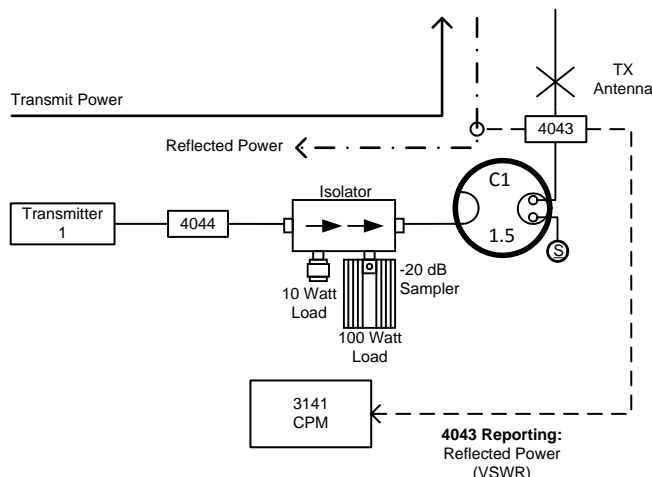 TX
Antenna
Transmit Power
4043
Reflected Power
C1
1.5
Isolator
Transmitter
1
4044
S
-20 dB
Sampler
10 Watt
Load
100 Watt
Load
3141
CPM
4043 Reporting:
Reflected Power
(VSWR)